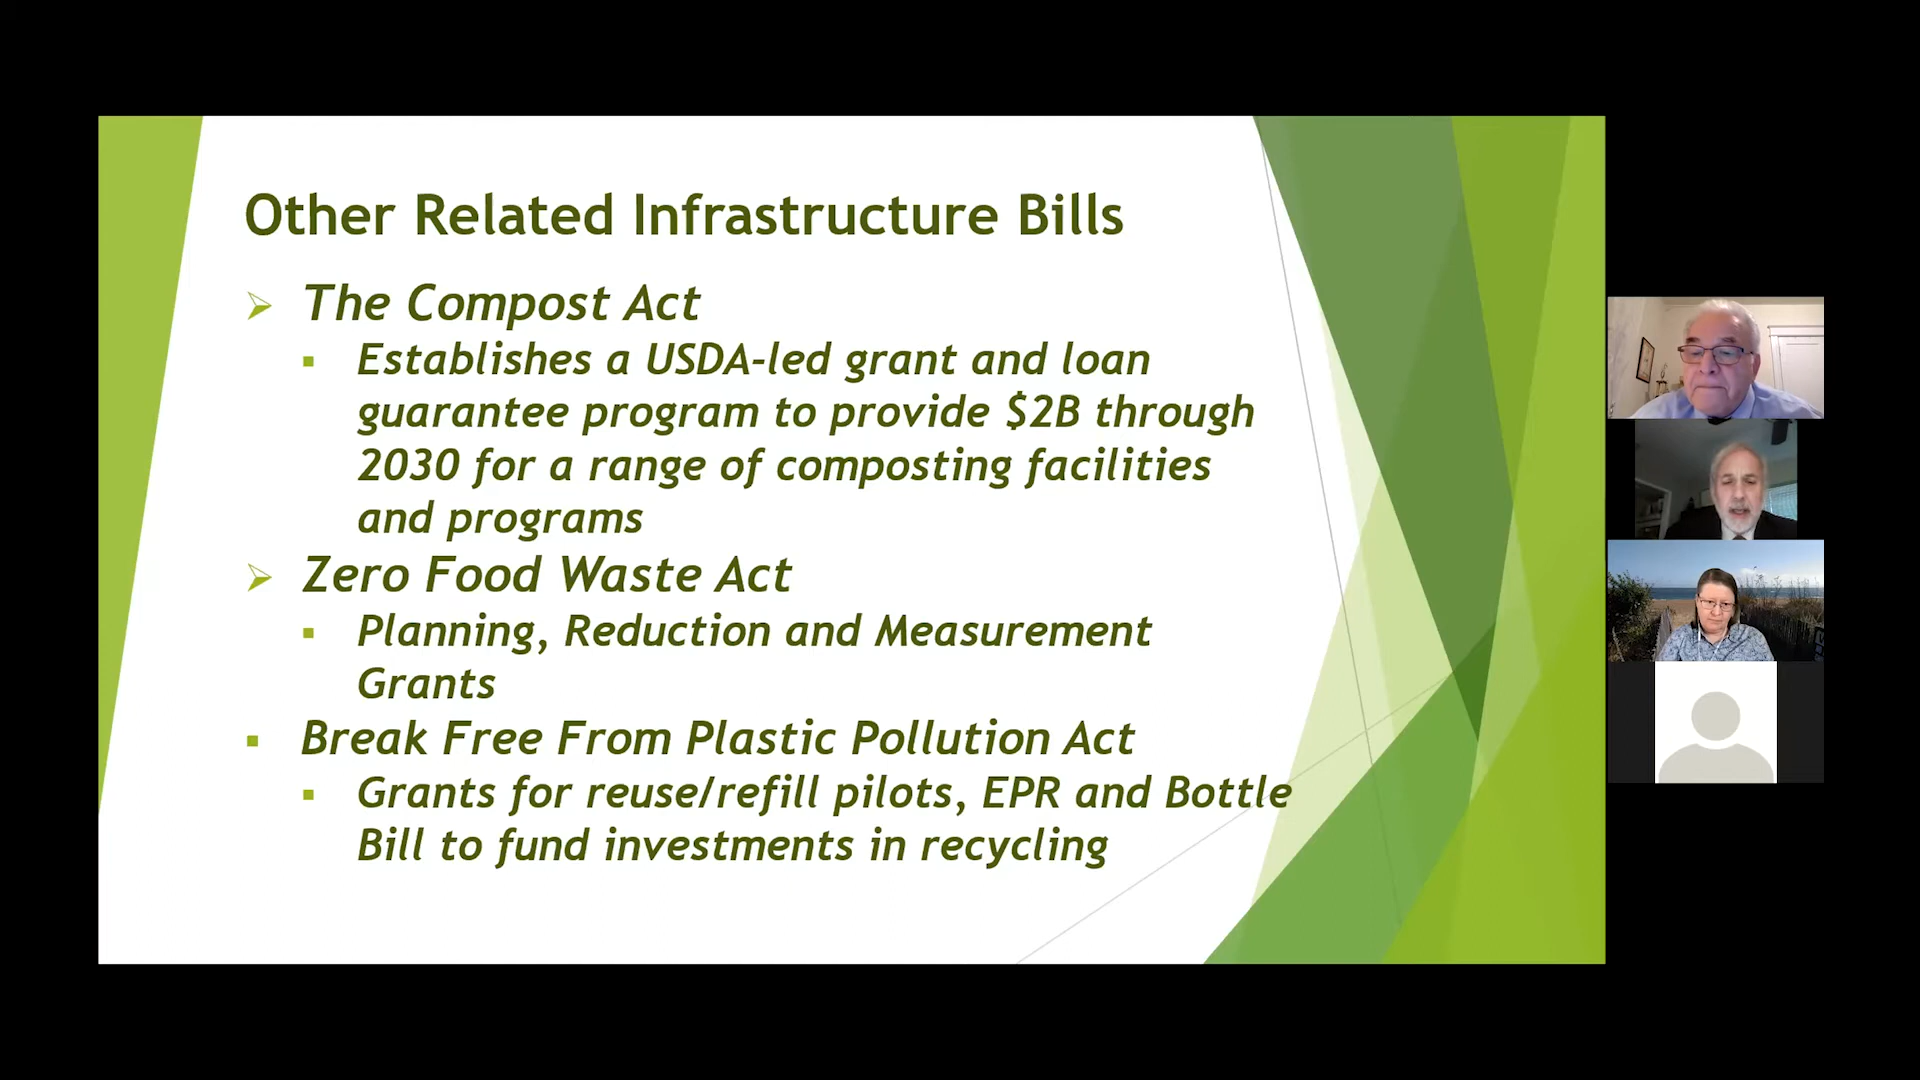 Other Related Infrastructure Bills
The Compost Act
Establishes a USDA-led grant and loan
guarantee program to provide $2B through
2030 for a range of composting facilities
and programs
Zero Food Waste Act
Planning, Reduction and Measurement
Grants
Break Free From Plastic Pollution Act
Grants for reuse/refill pilots, EPR and Bottle
Bill to fund investments in recycling